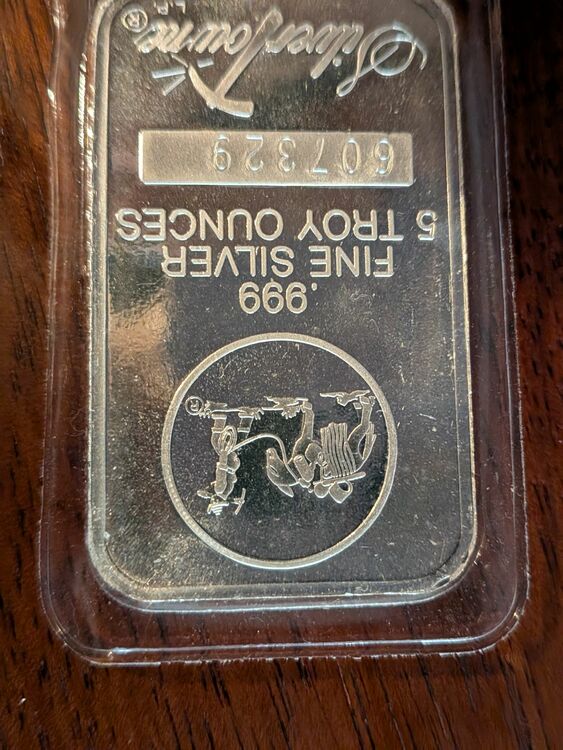 .999
FINE SILVER
5 TROY OUNCES
607329
SilverTowne®
L.P.